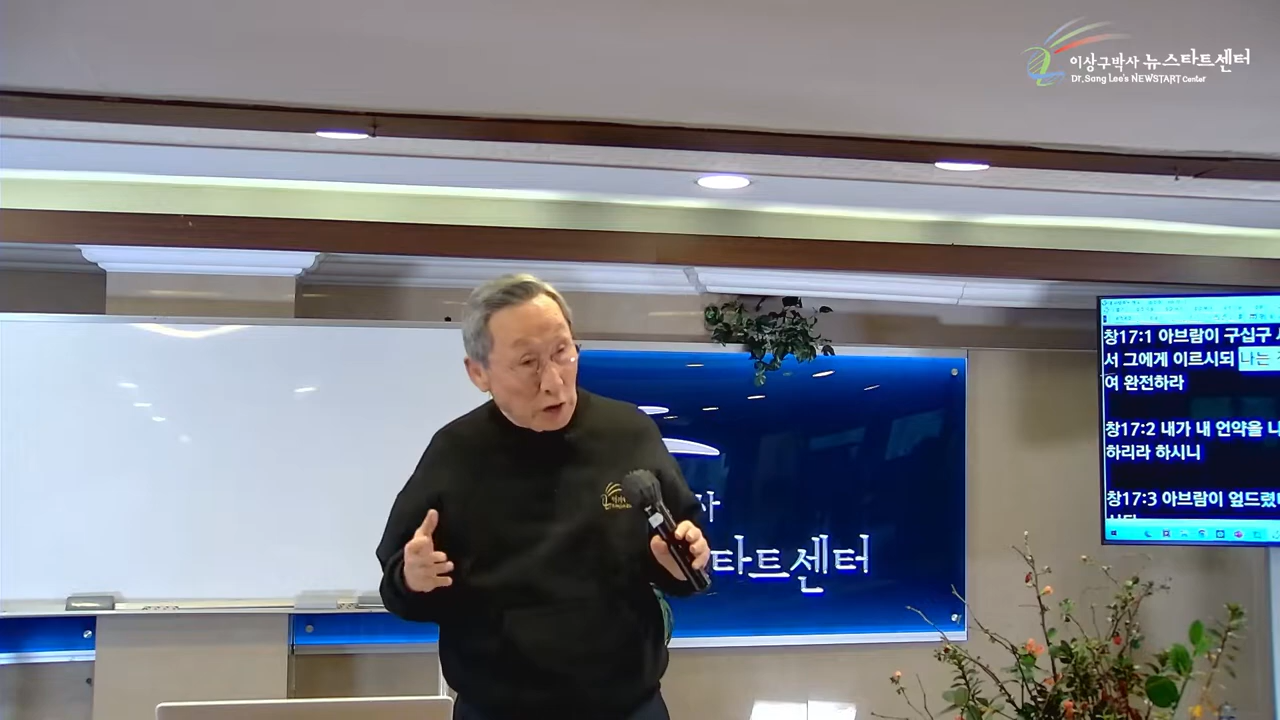 이상구박사 뉴스타트센터
Dr. Sang Lee's NEWSTART Center
창17:1 아브람이 구십구
서 그에게 이르시되 나는
여 완전하라
창17:2 내가 내 언약을
하리라 하시니
창17:3 아브람이 엎드렸
사
타트센터